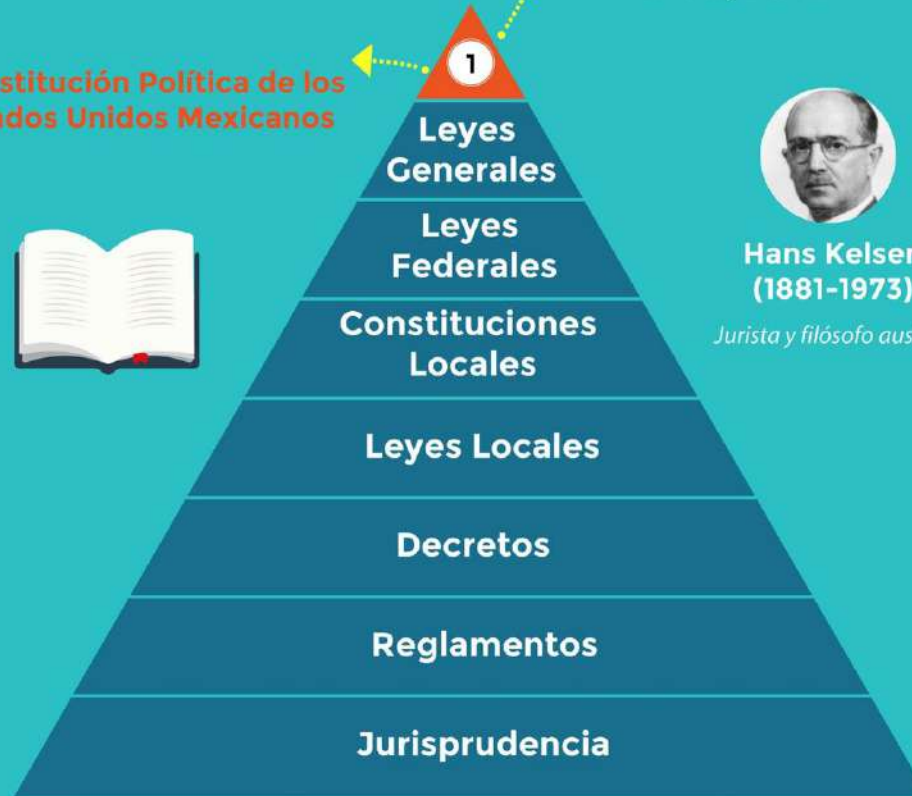 1
stitución Política de los
ados Unidos Mexicanos
Leyes
Generales
Leyes
Federales
Constituciones
Locales
Leyes Locales
Decretos
Reglamentos
Jurisprudencia
Hans Kelsen
(1881-1973)
Jurista y filósofo aus